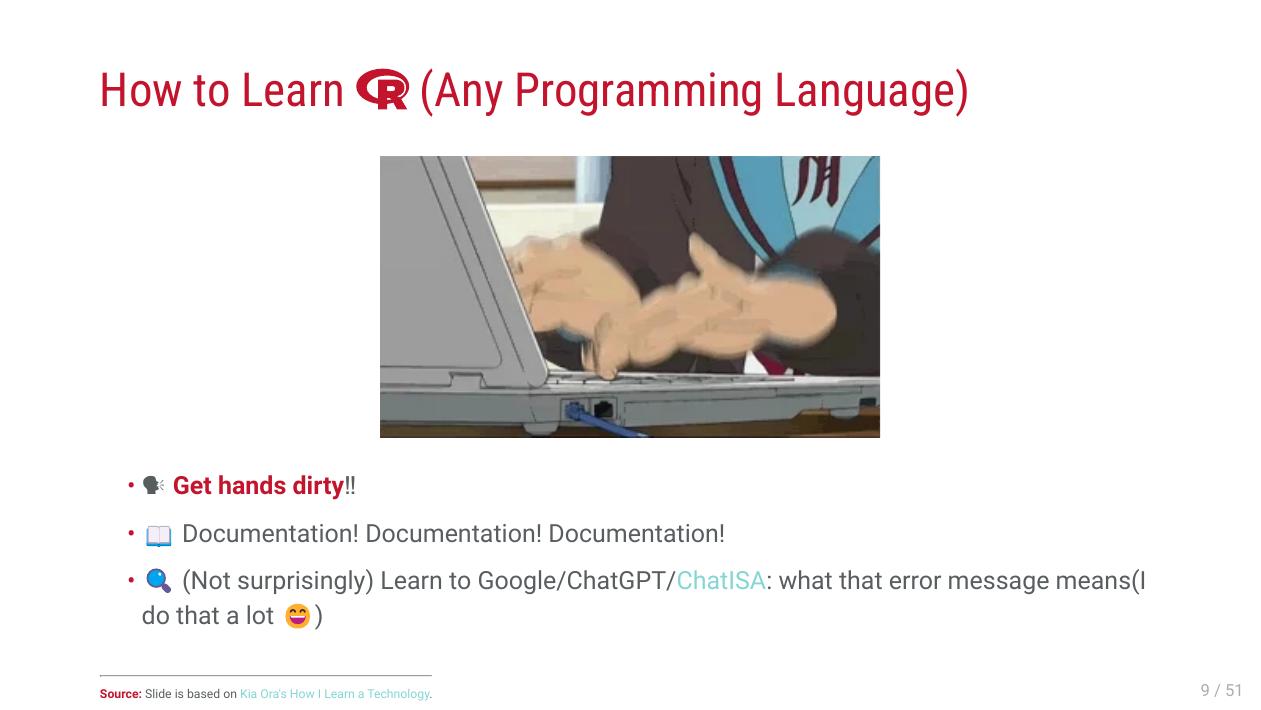 How to Learn R (Any Programming Language)
• 🗣 Get hands dirty!!
• 📖 Documentation! Documentation! Documentation!
• 🔍 (Not surprisingly) Learn to Google/ChatGPT/ChatISA: what that error message means(I
do that a lot 😄)
Source: Slide is based on Kia Ora's How I Learn a Technology.
9 / 51